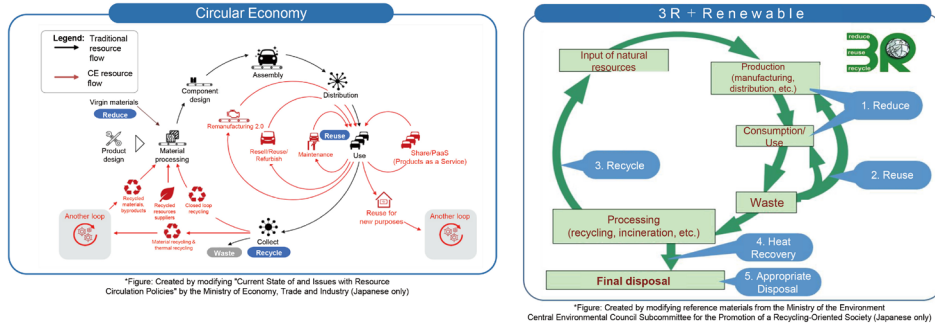 Circular Economy
Legend:
Traditional
resource
flow
CE resource
flow
Virgin materials
Reduce
Product
design
Material
processing
Component
design
Assembly
Distribution
Remanufacturing 2.0
Resell/Reuse/
Refurbish
Maintenance
Reuse
Use
Share/PaaS
(Products as a Service)
Reuse for
new purposes
Another loop
Recycled
materials
byproducts
Recycled
resources
suppliers
Closed loop
recycling
Another loop
Material recycling &
thermal recycling
Collect
Waste
Recycle
*Figure: Created by modifying "Current State of and Issues with Resource
Circulation Policies" by the Ministry of Economy, Trade and Industry (Japanese only)
3R + Renewable
Input of natural
resources
Production
(manufacturing,
distribution, etc.)
reduce
reuse
recycle
3R
1. Reduce
Consumption/
Use
2. Reuse
3. Recycle
Waste
Processing
(recycling, incineration, etc.)
4. Heat
Recovery
Final disposal
5. Appropriate
Disposal
*Figure: Created by modifying reference materials from the Ministry of the Environment
Central Environmental Council Subcommittee for the Promotion of a Recycling-Oriented Society (Japanese only)